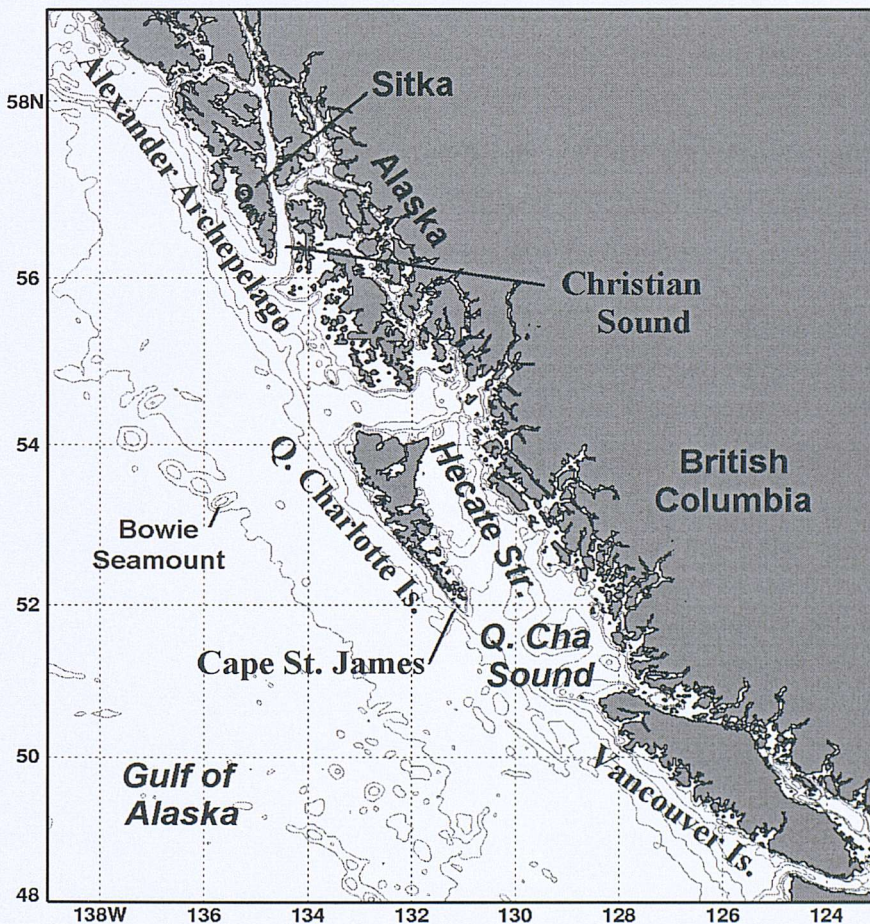 58N
56
54
52
50
48
138W
136
134
132
130
128
126
124
Sitka
Alaska
Alexander Archepelago
Christian
Sound
British
Columbia
Q. Charlotte Is.
Hecate Str.
Bowie
Seamount
Cape St. James
Q. Cha
Sound
Gulf of
Alaska
Vancouver Is.